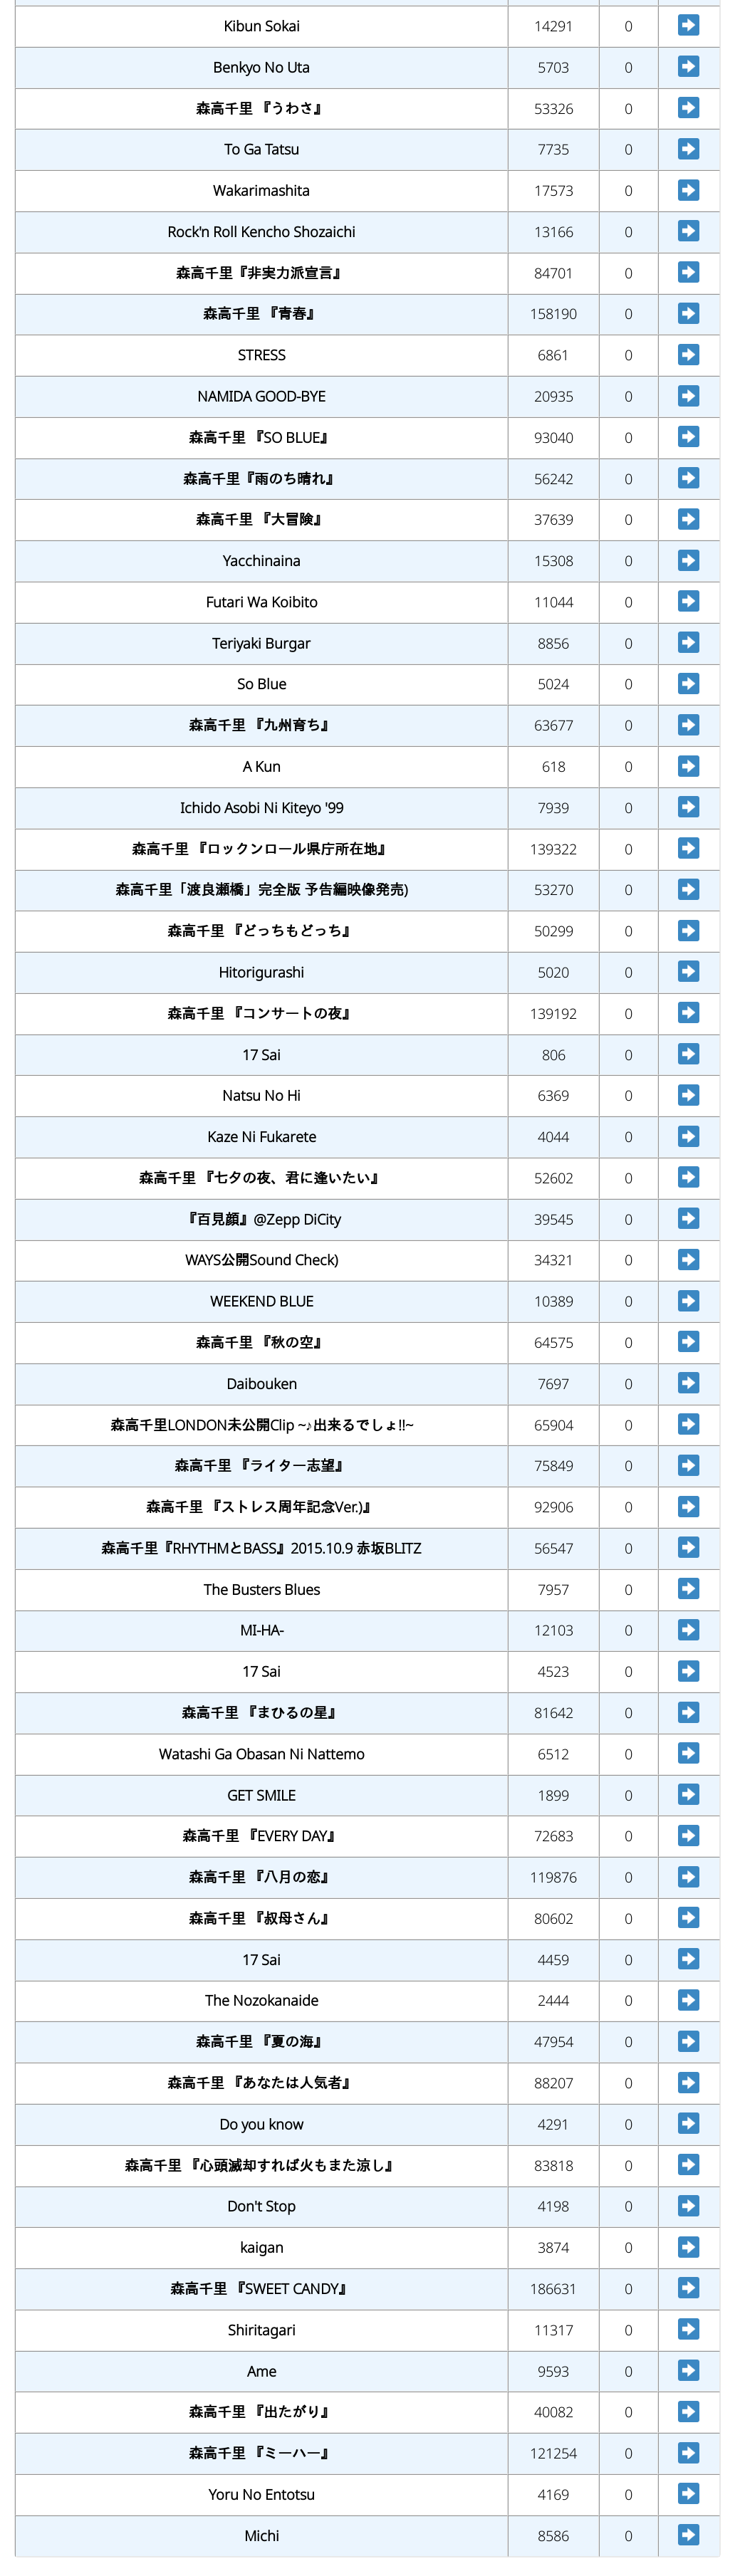 Kibun Sokai 14291 0
Benkyo No Uta 5703 0
森高千里 『うわさ』 53326 0
To Ga Tatsu 7735 0
Wakarimashita 17573 0
Rock'n Roll Kencho Shozaichi 13166 0
森高千里『非実力派宣言』 84701 0
森高千里 『青春』 158190 0
STRESS 6861 0
NAMIDA GOOD-BYE 20935 0
森高千里 『SO BLUE』 93040 0
森高千里『雨のち晴れ』 56242 0
森高千里 『大冒険』 37639 0
Yacchinaina 15308 0
Futari Wa Koibito 11044 0
Teriyaki Burgar 8856 0
So Blue 5024 0
森高千里 『九州育ち』 63677 0
A Kun 618 0
Ichido Asobi Ni Kiteyo '99 7939 0
森高千里 『ロックンロール県庁所在地』 139322 0
森高千里「渡良瀬橋」完全版 予告編映像発売) 53270 0
森高千里 『どっちもどっち』 50299 0
Hitorigurashi 5020 0
森高千里 『コンサートの夜』 139192 0
17 Sai 806 0
Natsu No Hi 6369 0
Kaze Ni Fukarete 4044 0
森高千里 『七夕の夜、君に逢いたい』 52602 0
『百見顔』@Zepp DiCity 39545 0
WAYS公開Sound Check) 34321 0
WEEKEND BLUE 10389 0
森高千里 『秋の空』 64575 0
Daibouken 7697 0
森高千里LONDON未公開Clip ~♪出来るでしょ!!~ 65904 0
森高千里 『ライター志望』 75849 0
森高千里 『ストレス周年記念Ver.)』 92906 0
森高千里『RHYTHMとBASS』2015.10.9 赤坂BLITZ 56547 0
The Busters Blues 7957 0
MI-HA- 12103 0
17 Sai 4523 0
森高千里 『まひるの星』 81642 0
Watashi Ga Obasan Ni Nattemo 6512 0
GET SMILE 1899 0
森高千里 『EVERY DAY』 72683 0
森高千里 『八月の恋』 119876 0
森高千里 『叔母さん』 80602 0
17 Sai 4459 0
The Nozokanaide 2444 0
森高千里 『夏の海』 47954 0
森高千里 『あなたは人気者』 88207 0
Do you know 4291 0
森高千里 『心頭滅却すれば火もまた涼し』 83818 0
Don't Stop 4198 0
kaigan 3874 0
森高千里 『SWEET CANDY』 186631 0
Shiritagari 11317 0
Ame 9593 0
森高千里 『出たがり』 40082 0
森高千里 『ミーハー』 121254 0
Yoru No Entotsu 4169 0
Michi 8586 0